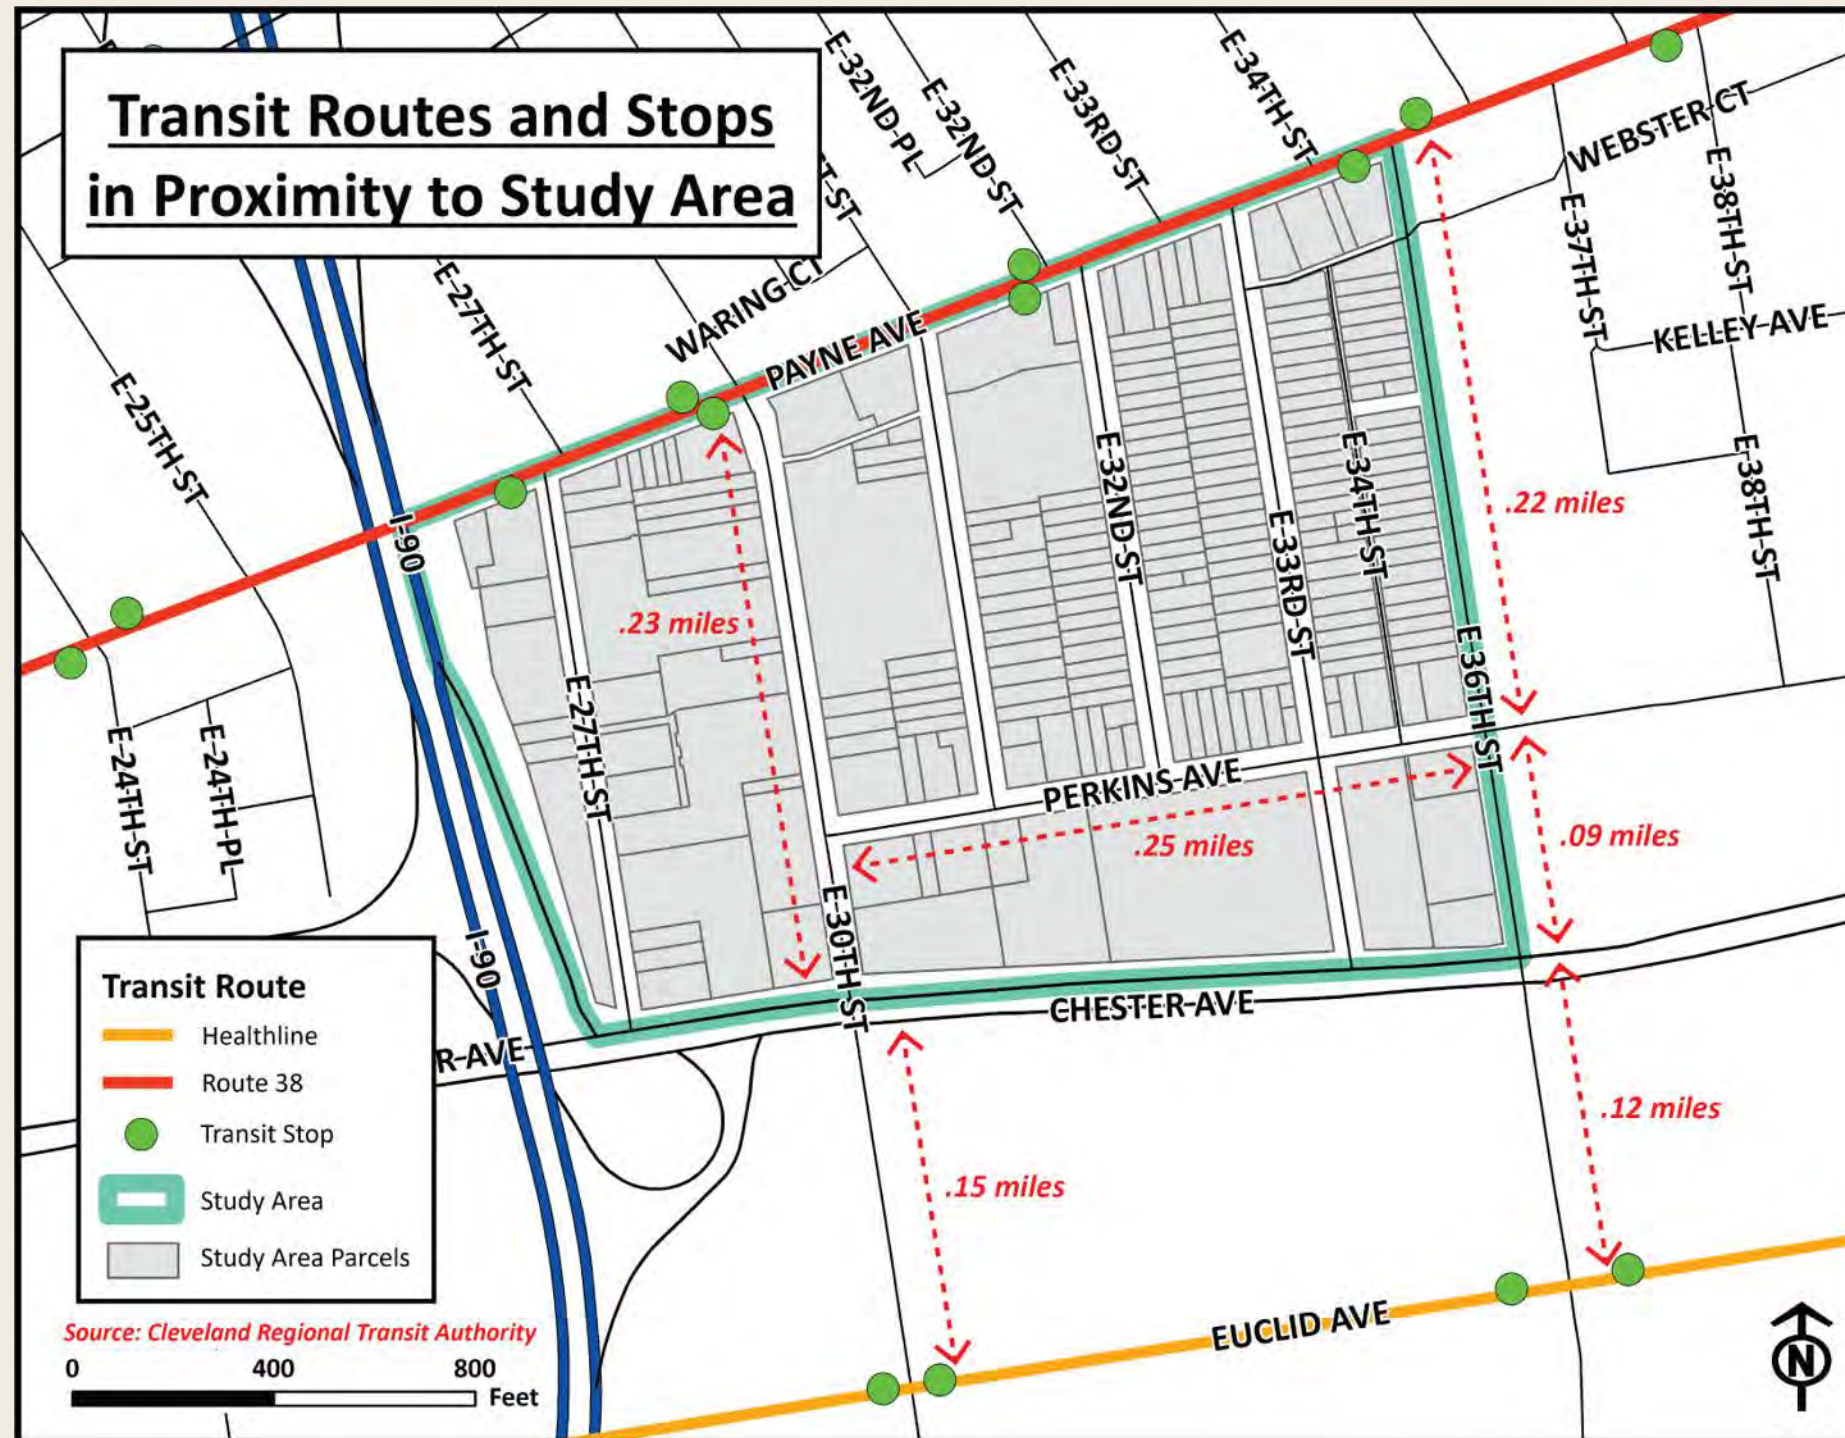 Transit Routes and Stops
in Proximity to Study Area
E-32ND-PL
E-32ND-ST
E-33RD-ST
E-34TH-ST
WEBSTER-CT
E-37TH-ST
E-38TH-ST
KELLEY-AVE
E-38TH-ST
E-27TH-ST
WARING-CT
PAYNE AVE
E-25TH-ST
I-90
E-32ND-ST
E-34TH-ST
E-33RD-ST
E-36TH-ST
.22 miles
.23 miles
E-27TH-ST
E-24TH-ST
E-24TH-PL
PERKINS-AVE
.25 miles
.09 miles
E-30TH-ST
I-90
CHESTER-AVE
R-AVE
.12 miles
.15 miles
EUCLID AVE
Transit Route
Healthline
Route 38
Transit Stop
Study Area
Study Area Parcels
Source: Cleveland Regional Transit Authority
0 400 800
Feet
N